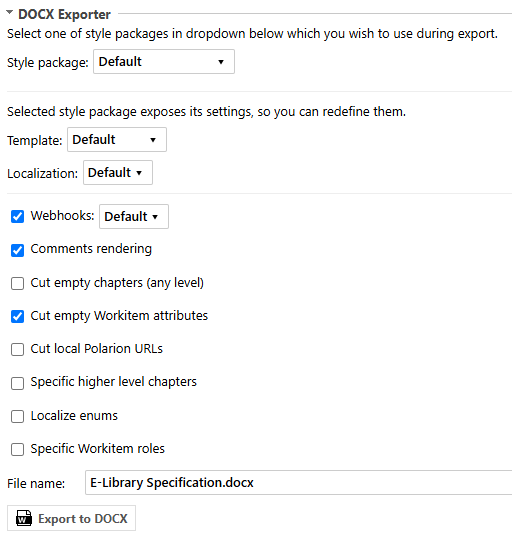 DOCX Exporter
Select one of style packages in dropdown below which you wish to use during export.
Style package: Default
Selected style package exposes its settings, so you can redefine them.
Template: Default
Localization: Default
Webhooks: Default
Comments rendering
Cut empty chapters (any level)
Cut empty Workitem attributes
Cut local Polarion URLs
Specific higher level chapters
Localize enums
Specific Workitem roles
File name: E-Library Specification.docx
W Export to DOCX